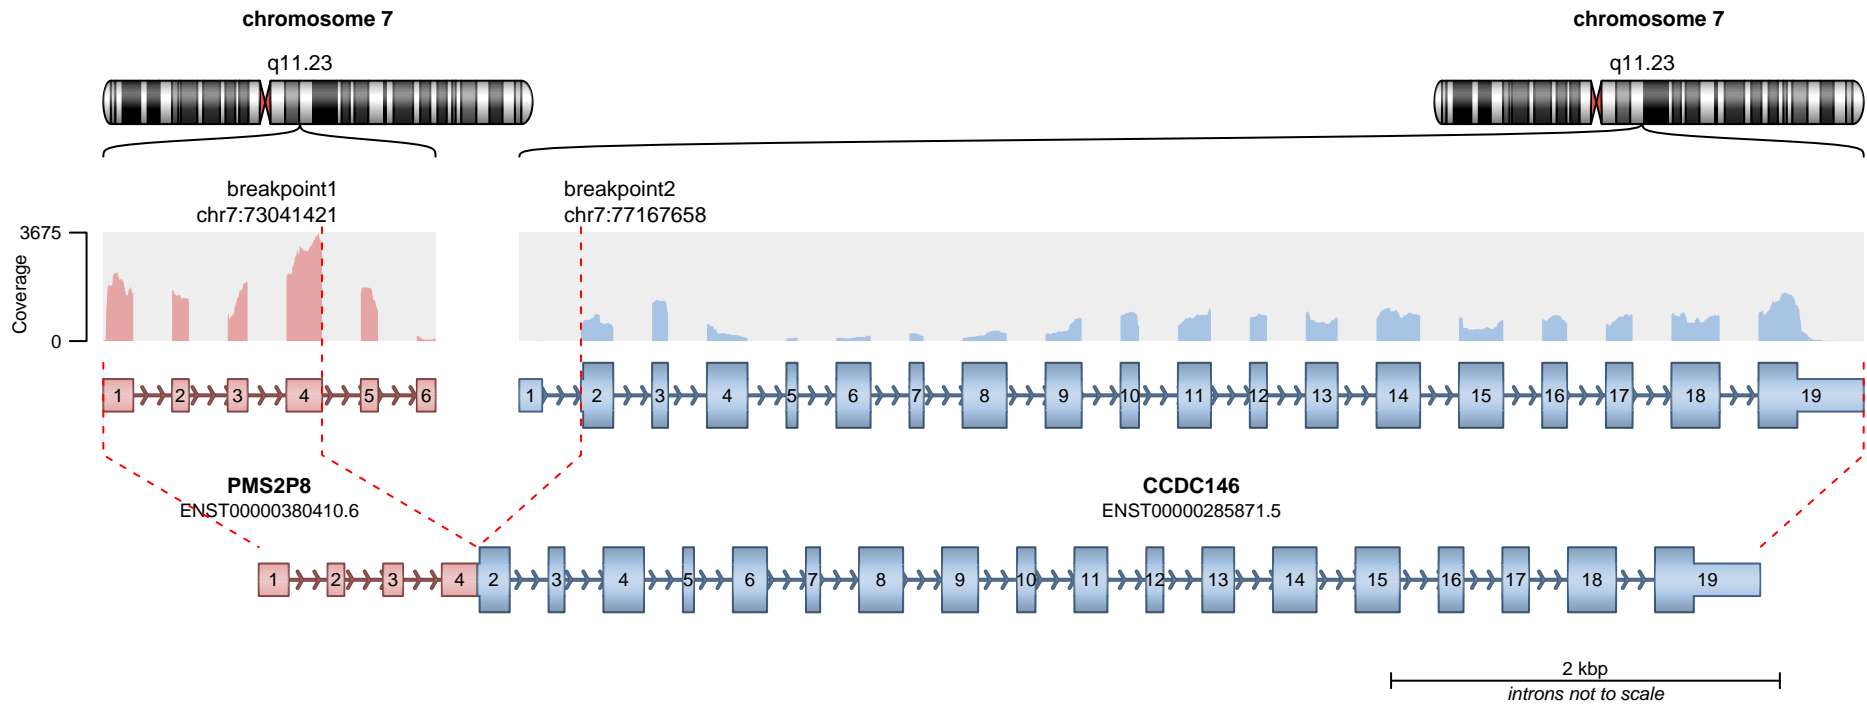 chromosome 7
chromosome 7
q11.23
q11.23
breakpoint1
chr7:73041421
breakpoint2
chr7:77167658
3675
Coverage
0
1 2 3 4 5 6
1 2 3 4 5 6 7 8 9 10 11 12 13 14 15 16 17 18 19
PMS2P8
ENST00000380410.6
CCDC146
ENST00000285871.5
1 2 3 4 2 3 4 5 6 7 8 9 10 11 12 13 14 15 16 17 18 19
2 kbp
introns not to scale